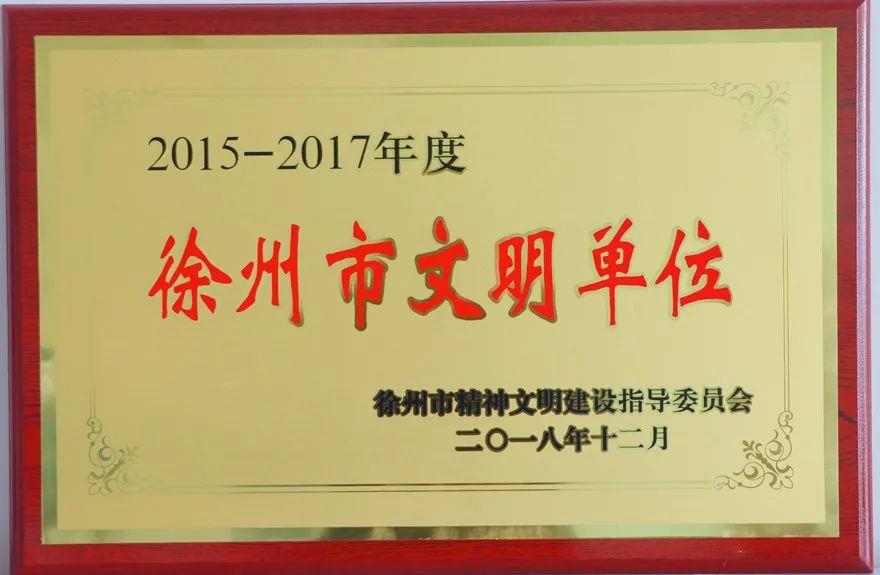 2015-2017年度
徐州市文明单位
徐州市精神文明建设指导委员会
二〇一八年十二月